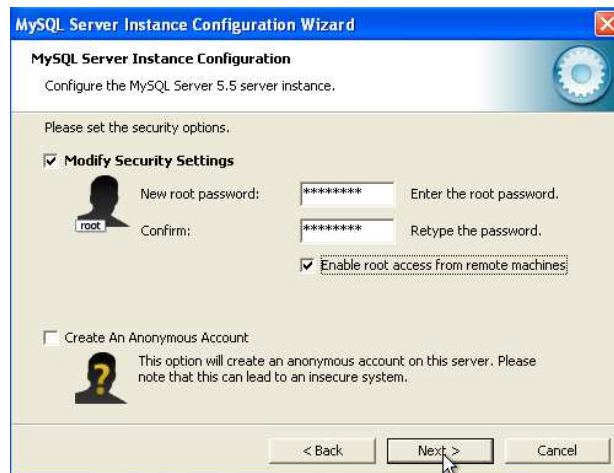 MySQL Server Instance Configuration Wizard
MySQL Server Instance Configuration
Configure the MySQL Server 5.5 server instance.
Please set the security options.
Modify Security Settings
New root password: ******** Enter the root password.
root
Confirm: ******** Retype the password.
Enable root access from remote machines
Create An Anonymous Account
This option will create an anonymous account on this server. Please
note that this can lead to an insecure system.
< Back Next > Cancel